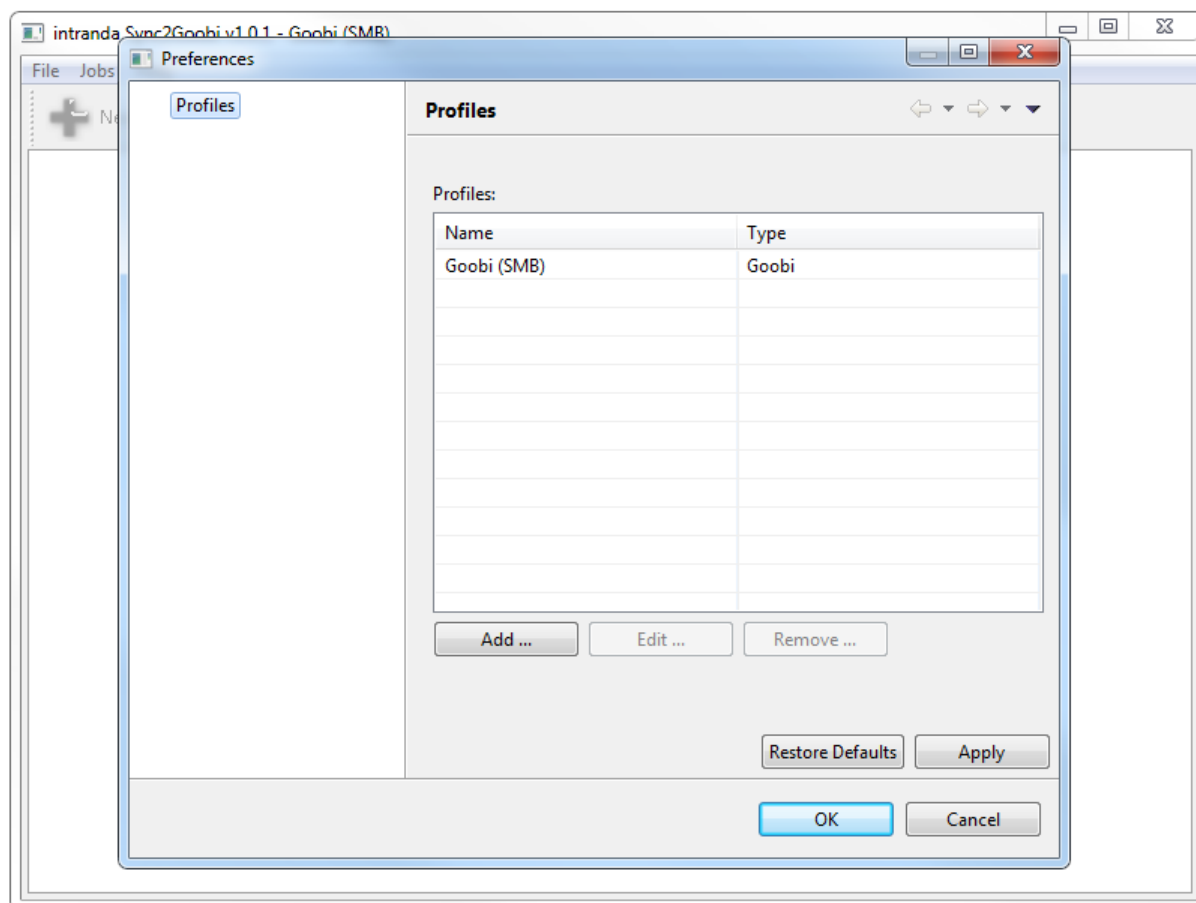 intranda Sync2Goobi v1.0.1 - Goobi (SMB)
Preferences
File Jobs
Profiles
Profiles
Profiles:
Name Type
Goobi (SMB) Goobi
Add ... Edit ... Remove ...
Restore Defaults Apply
OK Cancel